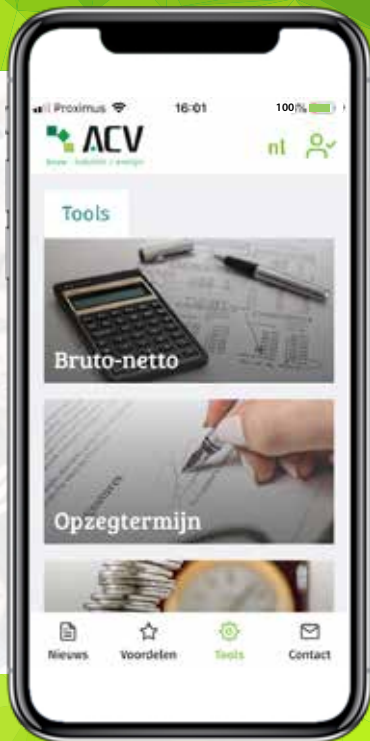 Proximus
16:01
100%
ACV
bouw - industrie & energie
nl
Tools
Bruto-netto
Opzegtermijn
Nieuws
Voordelen
Tools
Contact